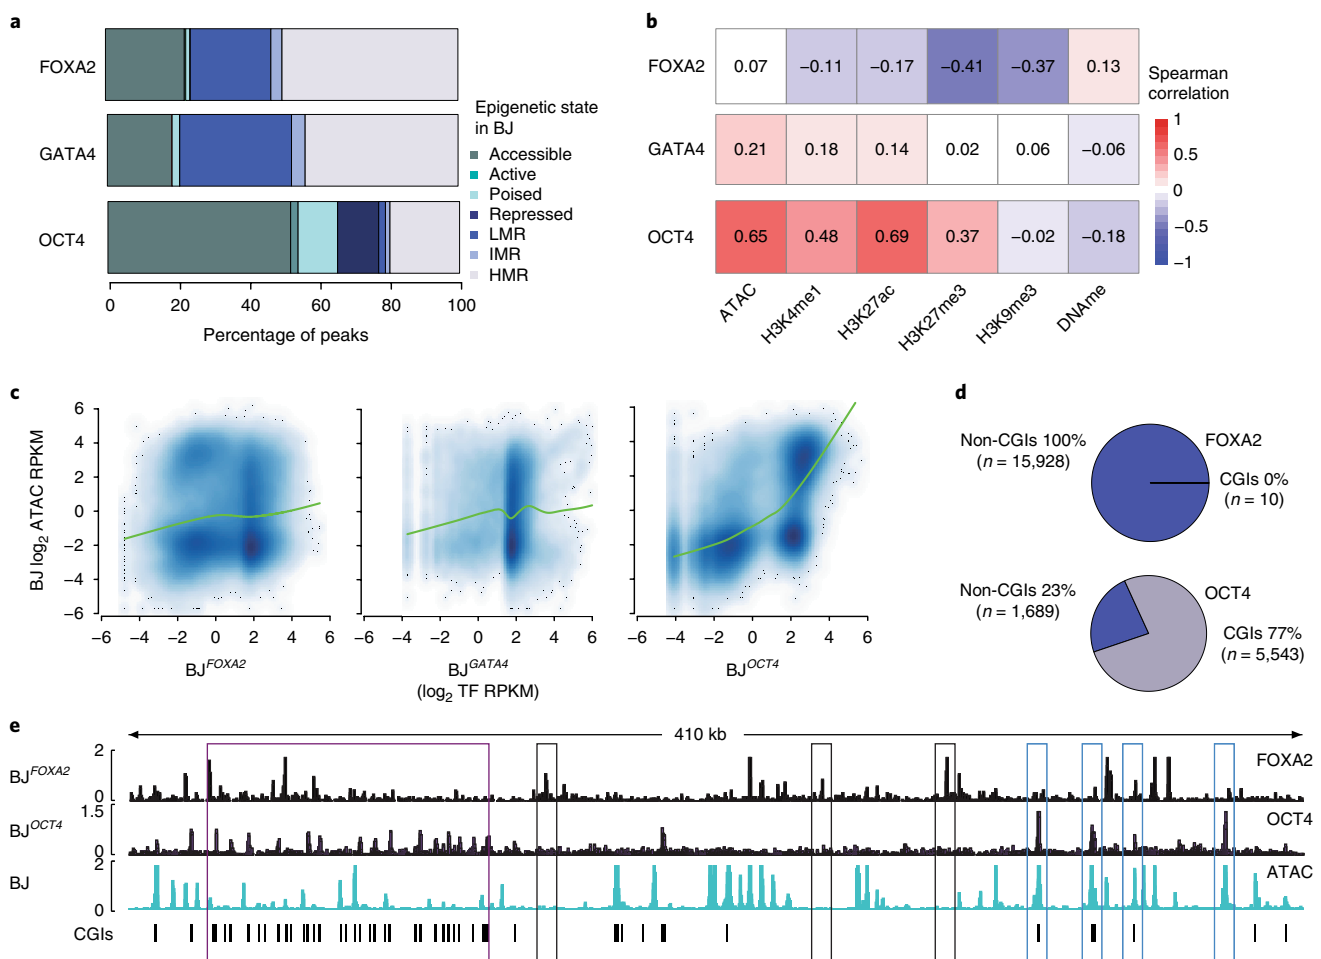 a
FOXA2
GATA4
OCT4
0 20 40 60 80 100
Percentage of peaks
Epigenetic state
in BJ
Accessible
Active
Poised
Repressed
LMR
IMR
HMR
b
FOXA2 0.07 −0.11 −0.17 −0.41 −0.37 0.13
GATA4 0.21 0.18 0.14 0.02 0.06 −0.06
OCT4 0.65 0.48 0.69 0.37 −0.02 −0.18
ATAC H3K4me1 H3K27ac H3K27me3 H3K9me3 DNAme
Spearman
correlation
1
0.5
0
−0.5
−1
c
BJ log2 ATAC RPKM
6
4
2
0
−2
−4
−6
−6 −4 −2 0 2 4 6
−6 −4 −2 0 2 4 6
−6 −4 −2 0 2 4 6
BJFOXA2
BJGATA4
BJOCT4
(log2 TF RPKM)
d
Non-CGIs 100%
(n = 15,928)
FOXA2
CGIs 0%
(n = 10)
Non-CGIs 23%
(n = 1,689)
OCT4
CGIs 77%
(n = 5,543)
e
410 kb
BJFOXA2 2 0 FOXA2
BJOCT4 1.5 0 OCT4
BJ 2 0 ATAC
CGIs